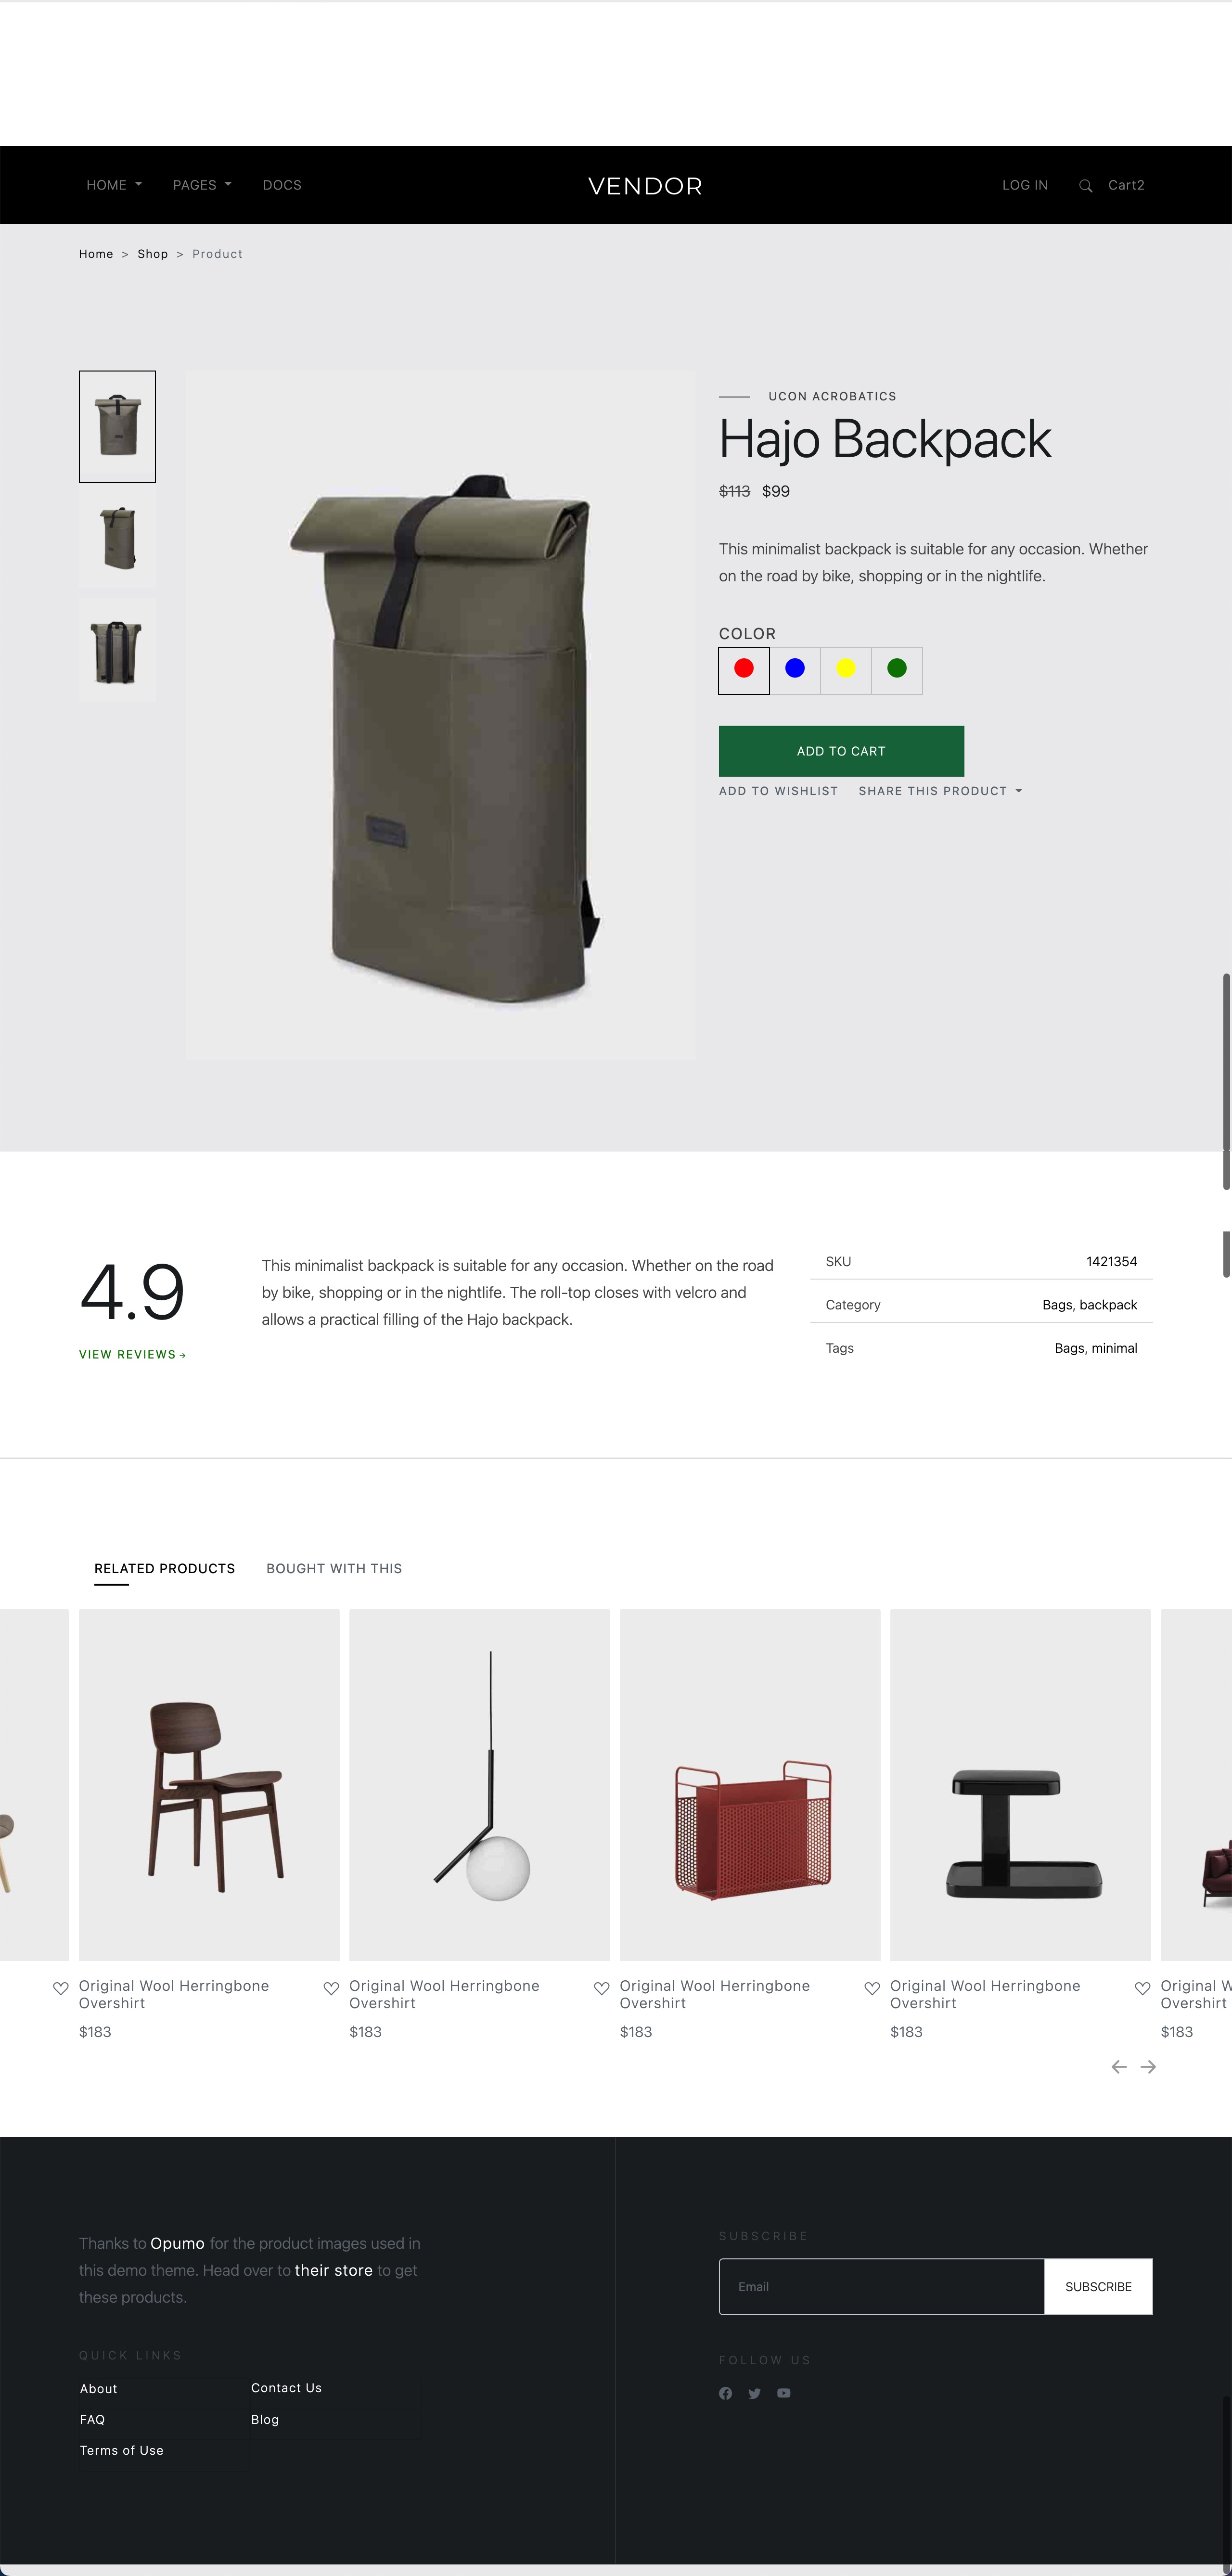 HOME PAGES DOCS VENDOR LOG IN Cart2
Home > Shop > Product
UCON ACROBATICS
Hajo Backpack
$113 $99
This minimalist backpack is suitable for any occasion. Whether
on the road by bike, shopping or in the nightlife.
COLOR
ADD TO CART
ADD TO WISHLIST SHARE THIS PRODUCT
4.9
VIEW REVIEWS →
This minimalist backpack is suitable for any occasion. Whether on the road
by bike, shopping or in the nightlife. The roll-top closes with velcro and
allows a practical filling of the Hajo backpack.
SKU 1421354
Category Bags, backpack
Tags Bags, minimal
RELATED PRODUCTS BOUGHT WITH THIS
Original Wool Herringbone
Overshirt
$183
Original Wool Herringbone
Overshirt
$183
Original Wool Herringbone
Overshirt
$183
Original Wool Herringbone
Overshirt
$183
Original W
Overshirt
$183
Thanks to Opumo for the product images used in
this demo theme. Head over to their store to get
these products.
QUICK LINKS
About
Contact Us
FAQ
Blog
Terms of Use
SUBSCRIBE
Email SUBSCRIBE
FOLLOW US